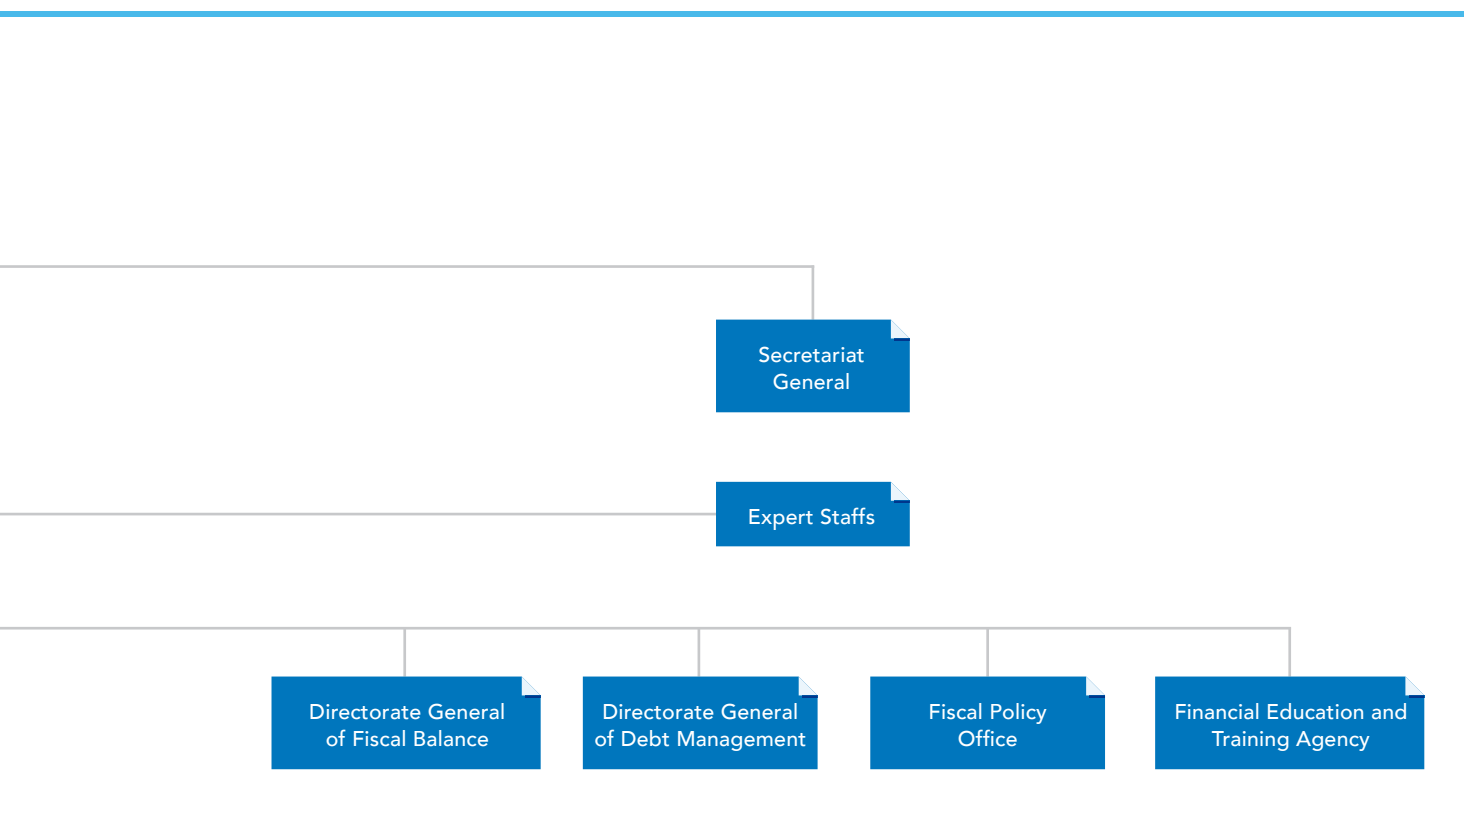 Secretariat
General
Expert Staffs
Directorate General
of Fiscal Balance
Directorate General
of Debt Management
Fiscal Policy
Office
Financial Education and
Training Agency